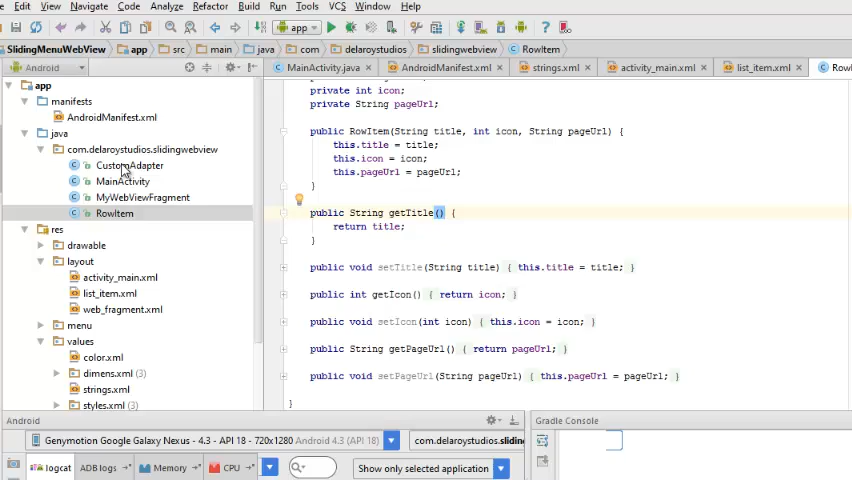 it View Navigate Code Analyze Refactor Build Run Tools VCS Window Help
app
SlidingMenuWebView app src main java com delaroystudios slidingwebview RowItem
Android
MainActivity.java AndroidManifest.xml strings.xml activity_main.xml list_item.xml Row
app
manifests
AndroidManifest.xml
java
com.delaroystudios.slidingwebview
CustomAdapter
MainActivity
MyWebViewFragment
RowItem
res
drawable
layout
activity_main.xml
list_item.xml
web_fragment.xml
menu
values
color.xml
dimens.xml (3)
strings.xml
styles.xml (3)
private int icon;
private String pageUrl;
public RowItem(String title, int icon, String pageUrl) {
this.title = title;
this.icon = icon;
this.pageUrl = pageUrl;
}
public String getTitle() {
return title;
}
public void setTitle(String title) { this.title = title; }
public int getIcon() { return icon; }
public void setIcon(int icon) { this.icon = icon; }
public String getPageUrl() { return pageUrl; }
public void setPageUrl(String pageUrl) { this.pageUrl = pageUrl; }
}
Android
Gradle Console
Genymotion Google Galaxy Nexus - 4.3 - API 18 - 720x1280 Android 4.3 (API 18)
com.delaroystudios.slidin
logcat ADB logs Memory CPU Show only selected application